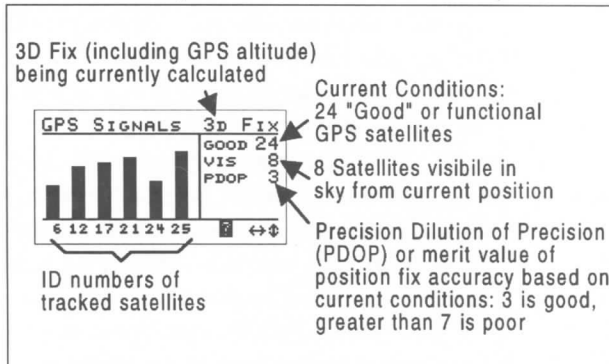 3D Fix (including GPS altitude)
being currently calculated
GPS SIGNALS 3D FIX
GOOD 24
VIS 8
PDOP 3
6 12 17 21 24 25
ID numbers of
tracked satellites
Current Conditions:
24 "Good" or functional
GPS satellites
8 Satellites visibile in
sky from current position
Precision Dilution of Precision
(PDOP) or merit value of
position fix accuracy based on
current conditions: 3 is good,
greater than 7 is poor